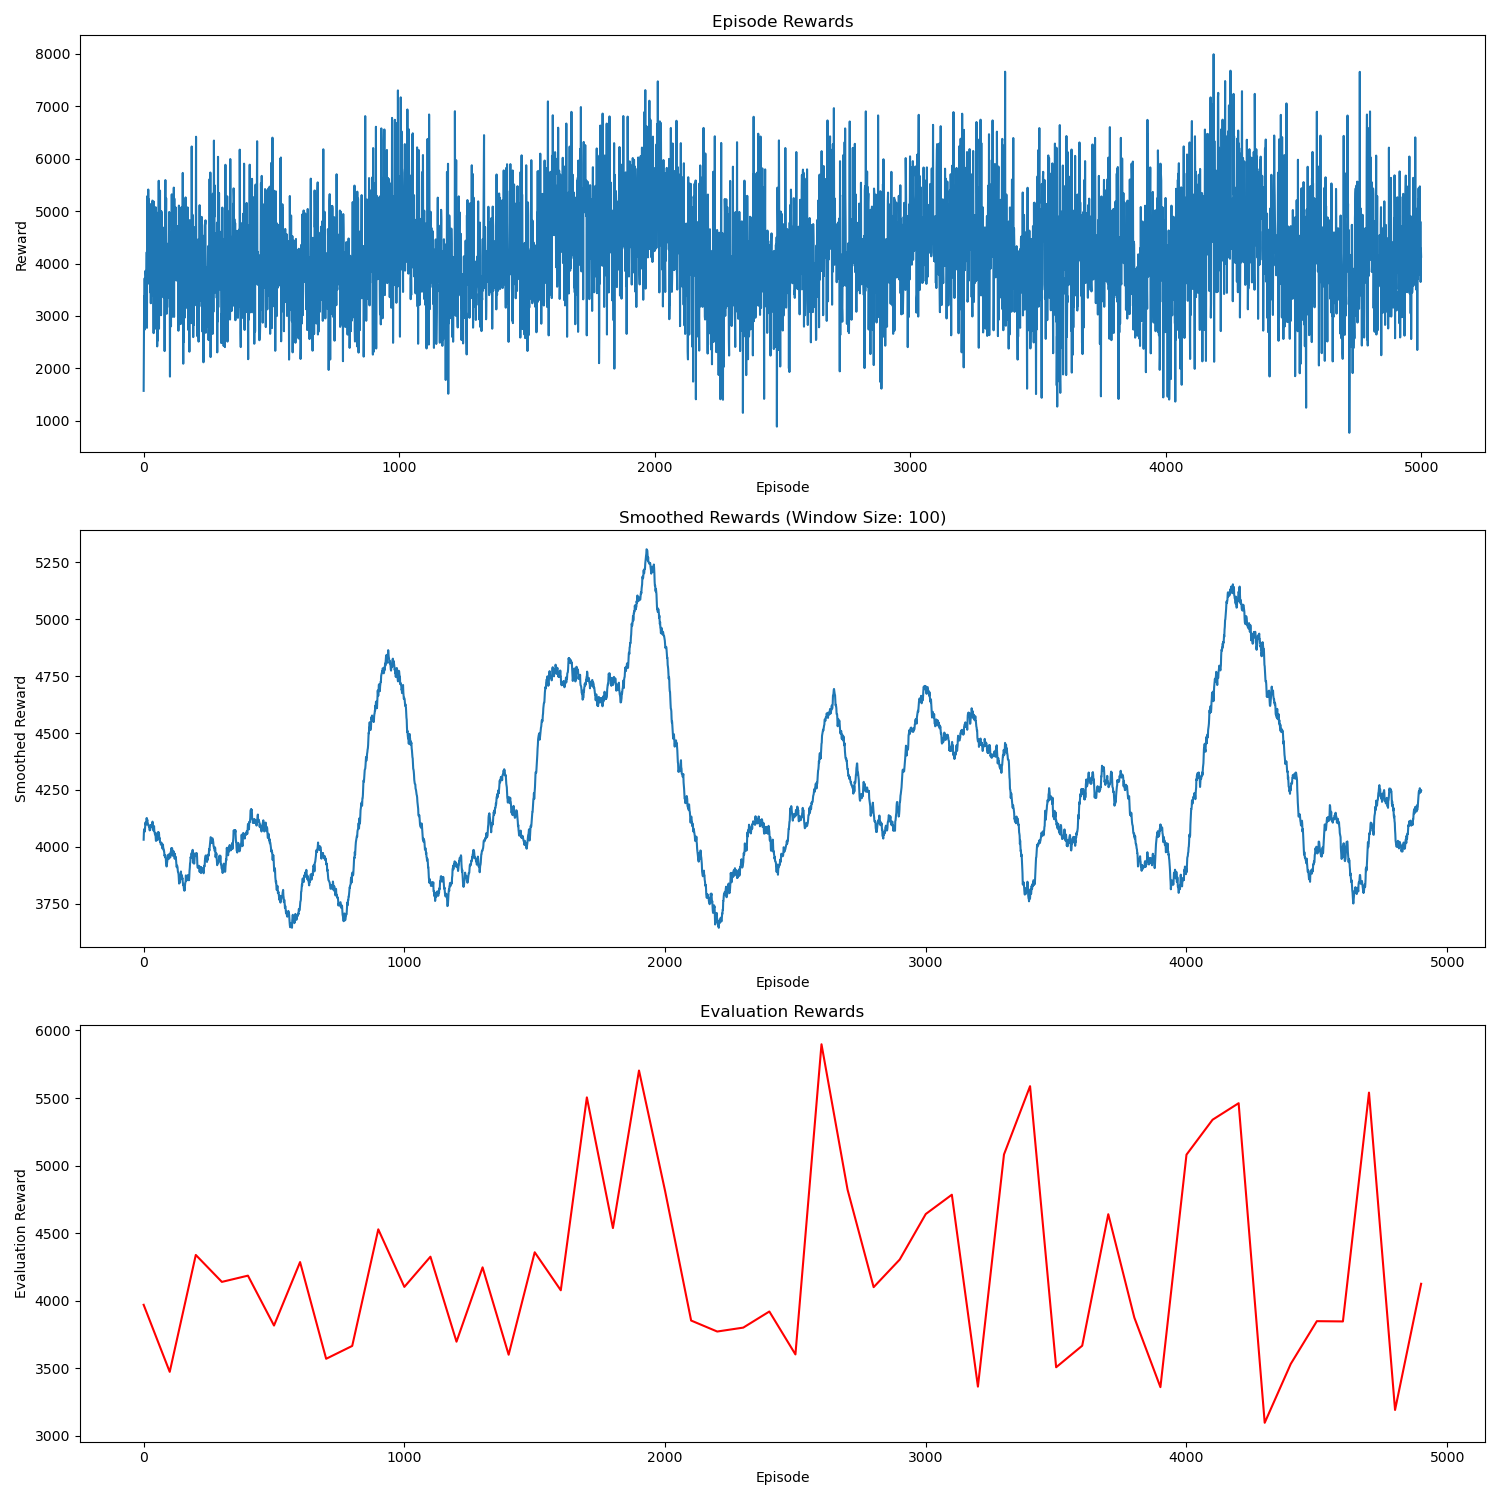 Episode Rewards
8000
7000
6000
5000
4000
3000
2000
1000
Reward
0 1000 2000 3000 4000 5000
Episode
Smoothed Rewards (Window Size: 100)
5250
5000
4750
4500
4250
4000
3750
Smoothed Reward
0 1000 2000 3000 4000 5000
Episode
Evaluation Rewards
6000
5500
5000
4500
4000
3500
3000
Evaluation Reward
0 1000 2000 3000 4000 5000
Episode